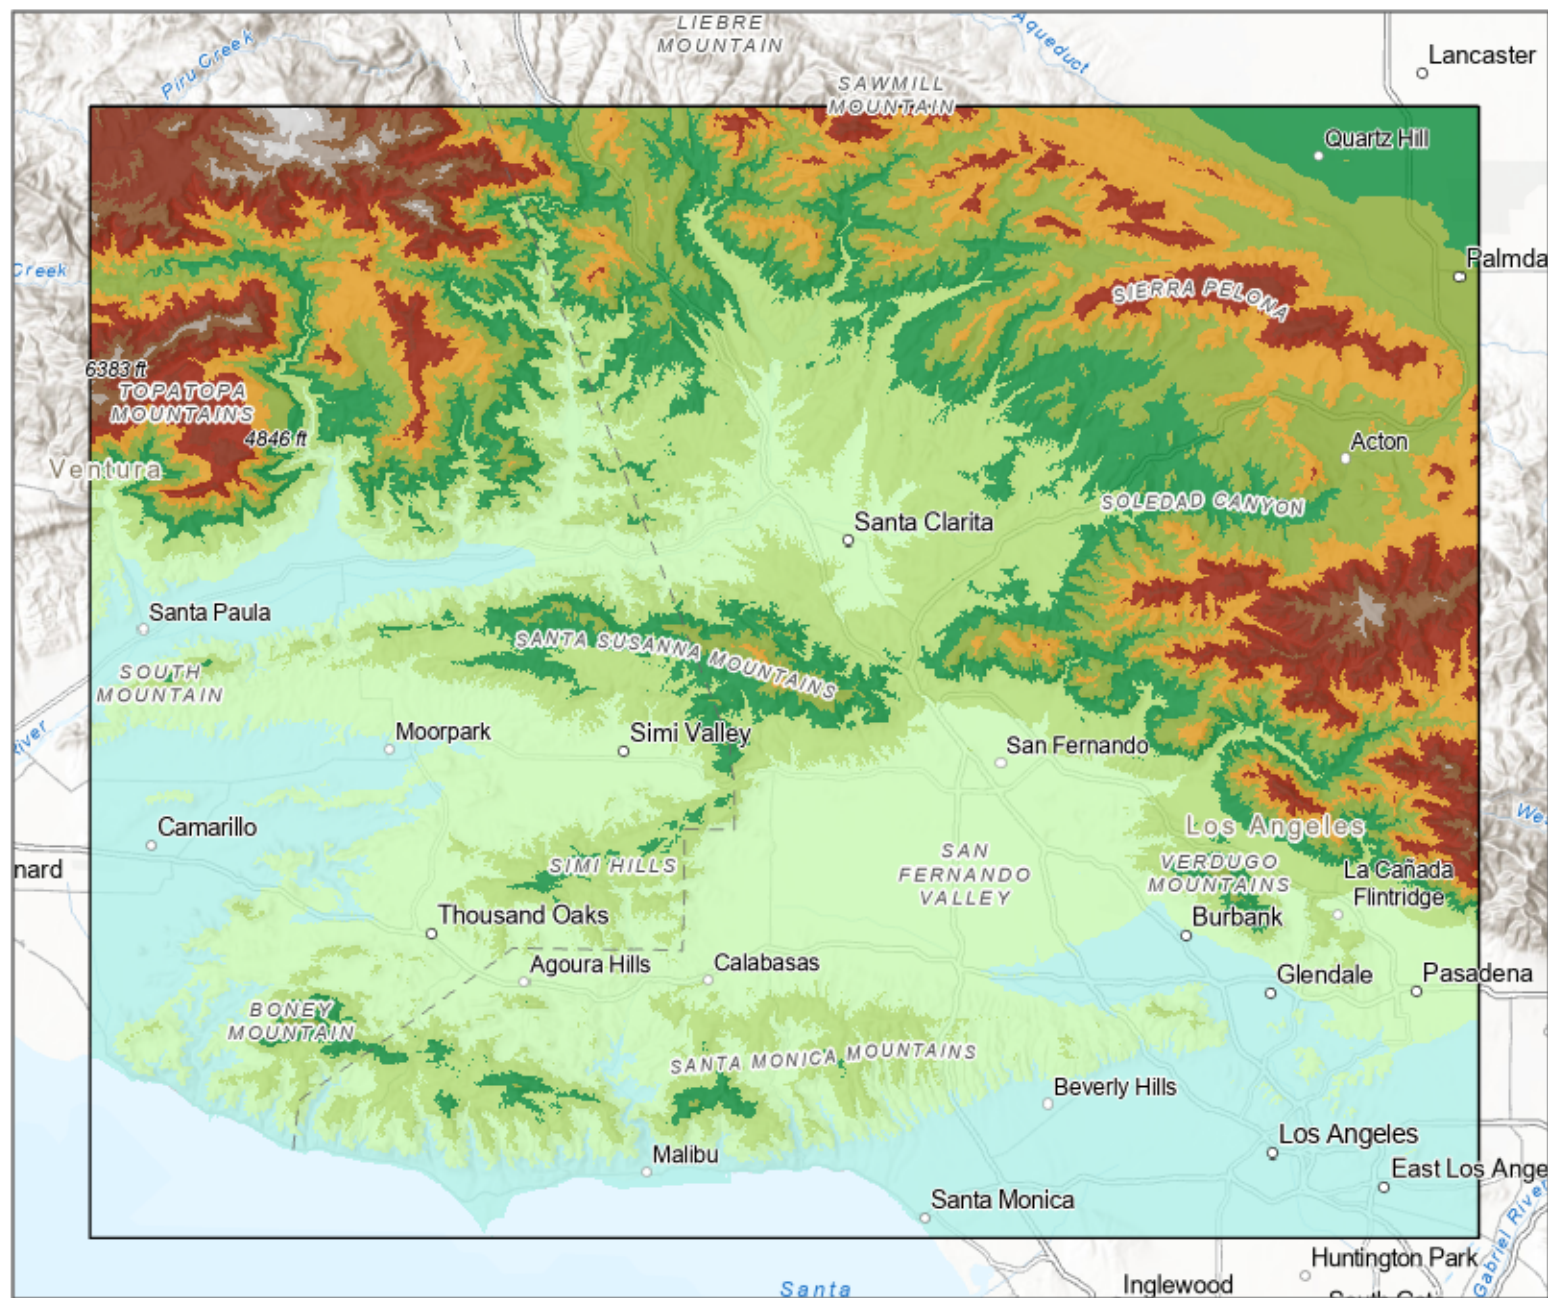 LIEBRE
MOUNTAIN
Aqueduct
Piru Creek
Lancaster
SAWMILL
MOUNTAIN
Quartz Hill
Creek
Palmda
SIERRA PELONA
6383 ft
TOPATOPA
MOUNTAINS
4846 ft
Acton
Ventura
SOLEDAD CANYON
Santa Clarita
Santa Paula
SANTA SUSANNA MOUNTAINS
SOUTH
MOUNTAIN
River
Moorpark
Simi Valley
San Fernando
Camarillo
Los Angeles
Wes
nard
SIMI HILLS
SAN
FERNANDO
VALLEY
VERDUGO
MOUNTAINS
La Cañada
Flintridge
Thousand Oaks
Burbank
Agoura Hills
Calabasas
Glendale
Pasadena
BONEY
MOUNTAIN
SANTA MONICA MOUNTAINS
Beverly Hills
Los Angeles
Malibu
East Los Ange
Santa Monica
Gabriel River
Huntington Park
Santa
Inglewood
South Gat